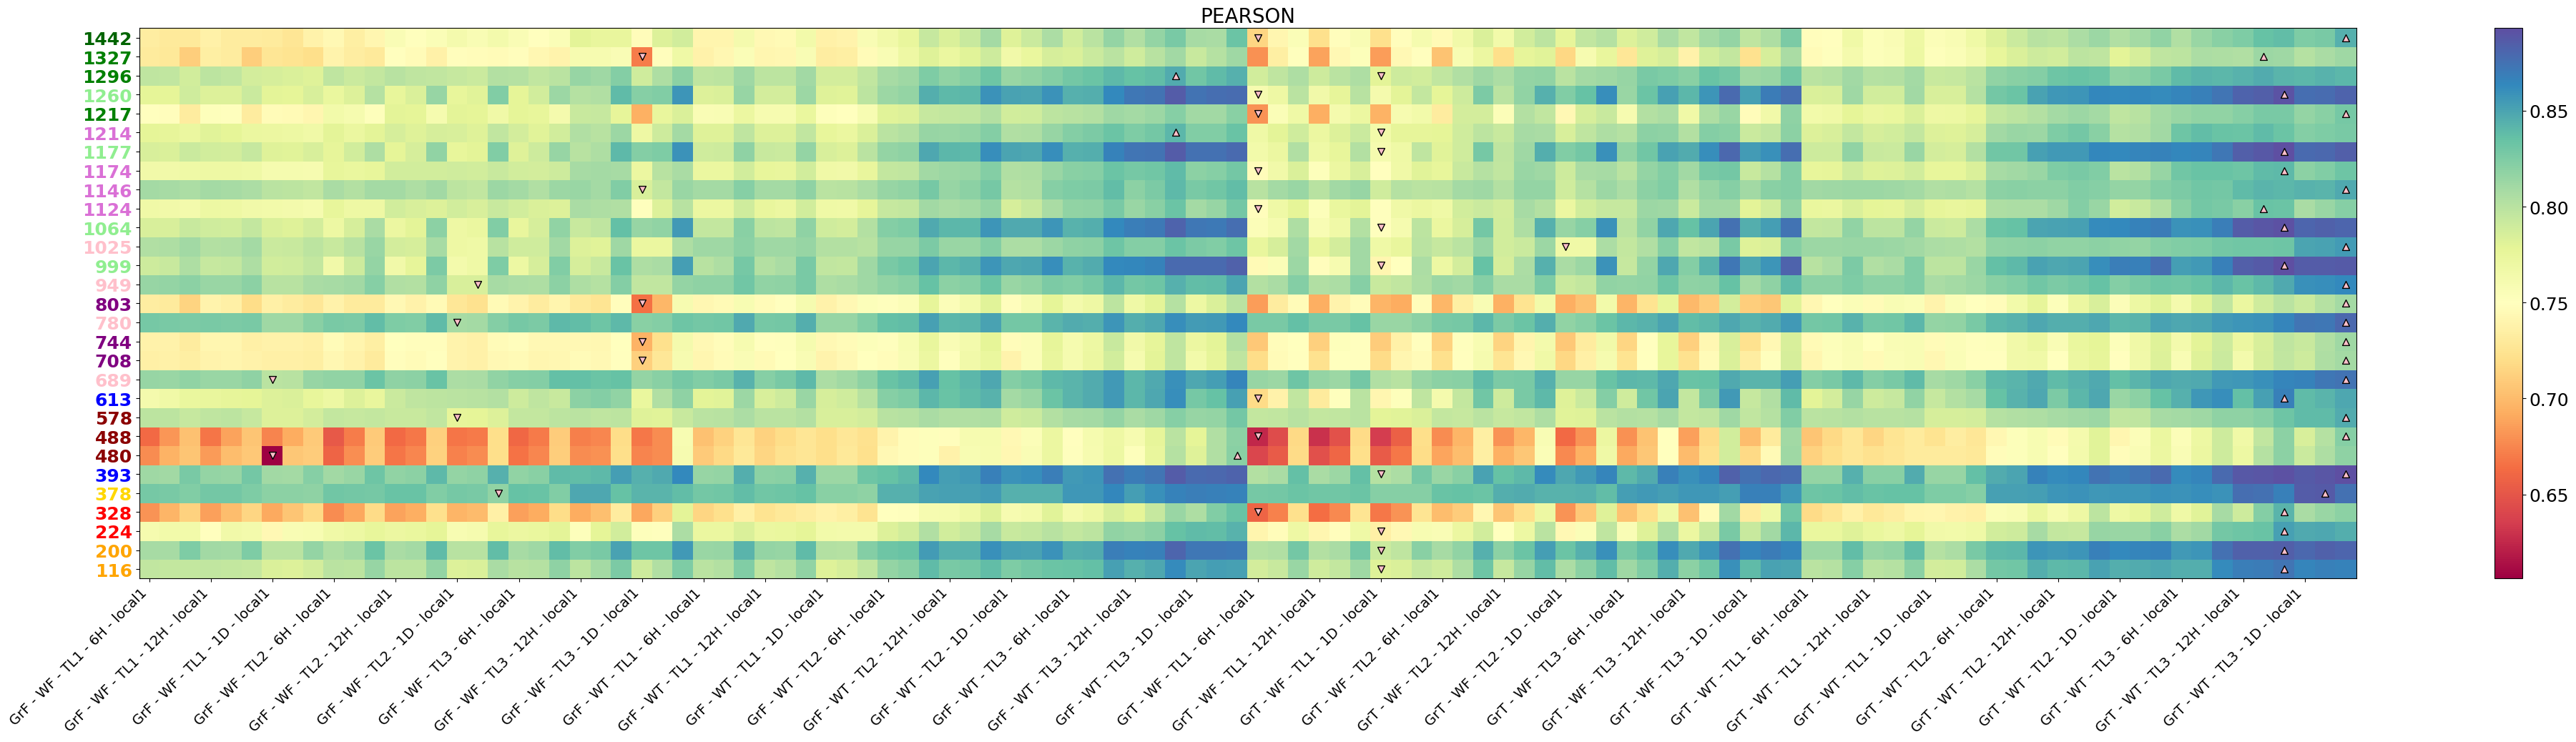 PEARSON
1442
1327
1296
1260
1217
1214
1177
1174
1146
1124
1064
1025
999
949
803
780
744
708
689
613
578
488
480
393
378
328
224
200
116
0.85
0.80
0.75
0.70
0.65
GrF - WF - TL1 - 6H - local1
GrF - WF - TL1 - 12H - local1
GrF - WF - TL1 - 1D - local1
GrF - WF - TL2 - 6H - local1
GrF - WF - TL2 - 12H - local1
GrF - WF - TL2 - 1D - local1
GrF - WF - TL3 - 6H - local1
GrF - WF - TL3 - 12H - local1
GrF - WF - TL3 - 1D - local1
GrF - WT - TL1 - 6H - local1
GrF - WT - TL1 - 12H - local1
GrF - WT - TL1 - 1D - local1
GrF - WT - TL2 - 6H - local1
GrF - WT - TL2 - 12H - local1
GrF - WT - TL2 - 1D - local1
GrF - WT - TL3 - 6H - local1
GrF - WT - TL3 - 12H - local1
GrF - WT - TL3 - 1D - local1
GrT - WF - TL1 - 6H - local1
GrT - WF - TL1 - 12H - local1
GrT - WF - TL1 - 1D - local1
GrT - WF - TL2 - 6H - local1
GrT - WF - TL2 - 12H - local1
GrT - WF - TL2 - 1D - local1
GrT - WF - TL3 - 6H - local1
GrT - WF - TL3 - 12H - local1
GrT - WF - TL3 - 1D - local1
GrT - WT - TL1 - 6H - local1
GrT - WT - TL1 - 12H - local1
GrT - WT - TL1 - 1D - local1
GrT - WT - TL2 - 6H - local1
GrT - WT - TL2 - 12H - local1
GrT - WT - TL2 - 1D - local1
GrT - WT - TL3 - 6H - local1
GrT - WT - TL3 - 12H - local1
GrT - WT - TL3 - 1D - local1